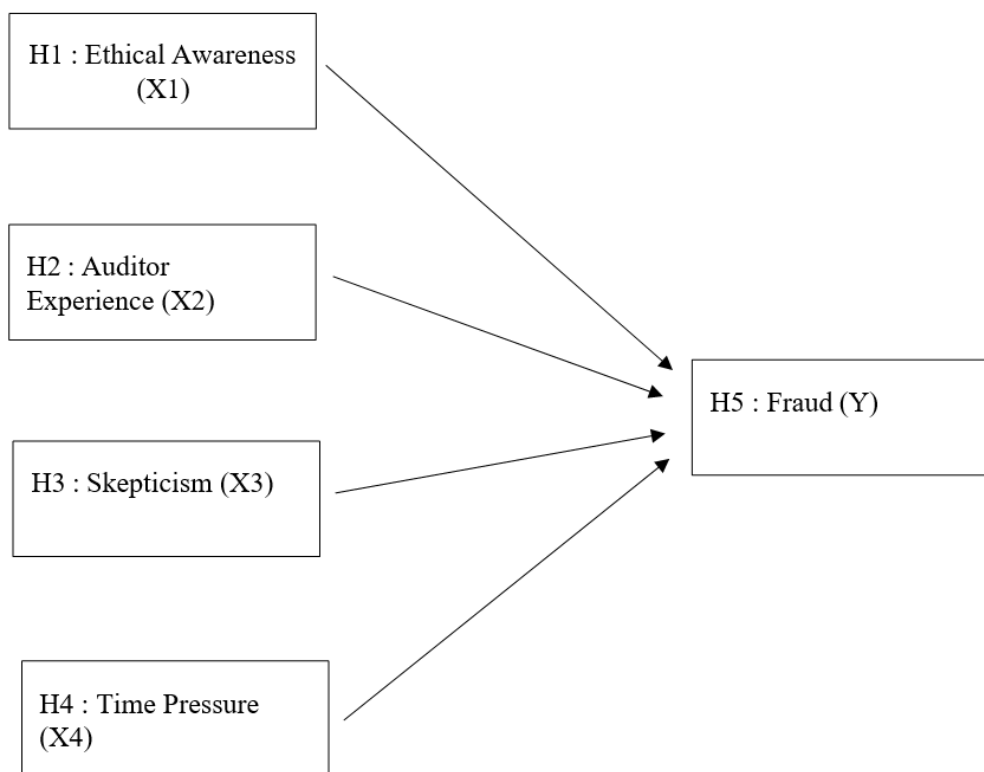 H1 : Ethical Awareness
(X1)
H2 : Auditor
Experience (X2)
H5 : Fraud (Y)
H3 : Skepticism (X3)
H4 : Time Pressure
(X4)